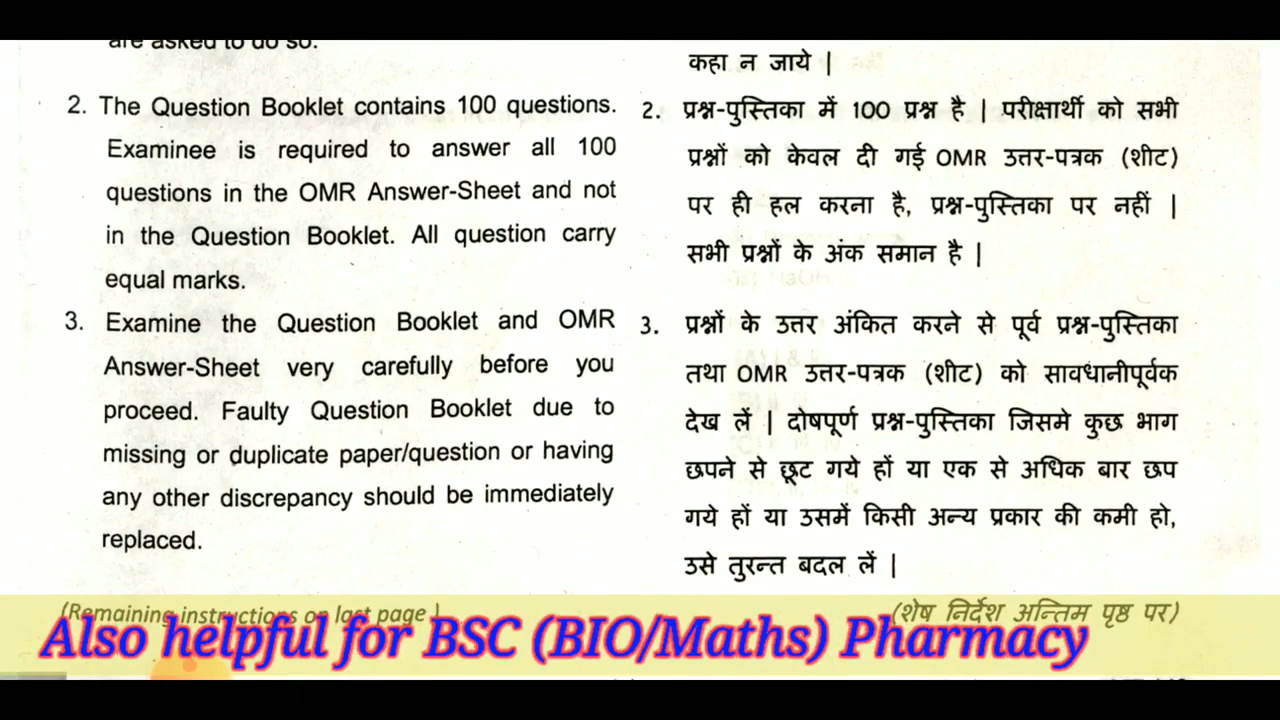 are asked to do so.
2. The Question Booklet contains 100 questions.
Examinee is required to answer all 100
questions in the OMR Answer-Sheet and not
in the Question Booklet. All question carry
equal marks.
3. Examine the Question Booklet and OMR
Answer-Sheet very carefully before you
proceed. Faulty Question Booklet due to
missing or duplicate paper/question or having
any other discrepancy should be immediately
replaced.
(Remaining instructions on last page )
कहा न जाये |
2. प्रश्न-पुस्तिका में 100 प्रश्न है | परीक्षार्थी को सभी
प्रश्नों को केवल दी गई OMR उत्तर-पत्रक (शीट)
पर ही हल करना है, प्रश्न-पुस्तिका पर नहीं |
सभी प्रश्नों के अंक समान है |
3. प्रश्नों के उत्तर अंकित करने से पूर्व प्रश्न-पुस्तिका
तथा OMR उत्तर-पत्रक (शीट) को सावधानीपूर्वक
देख लें | दोषपूर्ण प्रश्न-पुस्तिका जिसमे कुछ भाग
छपने से छूट गये हों या एक से अधिक बार छप
गये हों या उसमें किसी अन्य प्रकार की कमी हो,
उसे तुरन्त बदल लें |
(शेष निर्देश अन्तिम पृष्ठ पर)
Also helpful for BSC (BIO/Maths) Pharmacy